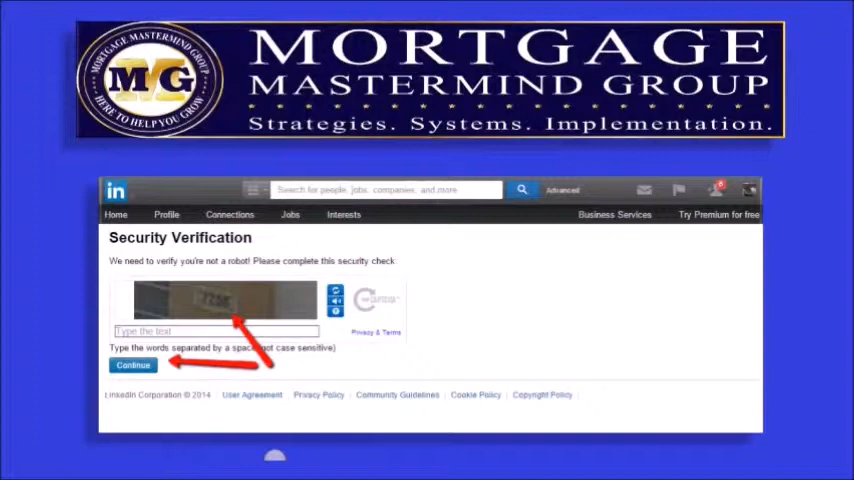 MORTGAGE MASTERMIND GROUP
MG
HERE TO HELP YOU GROW
MORTGAGE
MASTERMIND GROUP
Strategies. Systems. Implementation.
in
Search for people, jobs, companies, and more
Advanced
Home Profile Connections Jobs Interests Business Services Try Premium for free
Security Verification
We need to verify you're not a robot! Please complete this security check:
Type the text
Privacy & Terms
Type the words separated by a space (not case sensitive)
Continue
LinkedIn Corporation © 2014 User Agreement Privacy Policy Community Guidelines Cookie Policy Copyright Policy